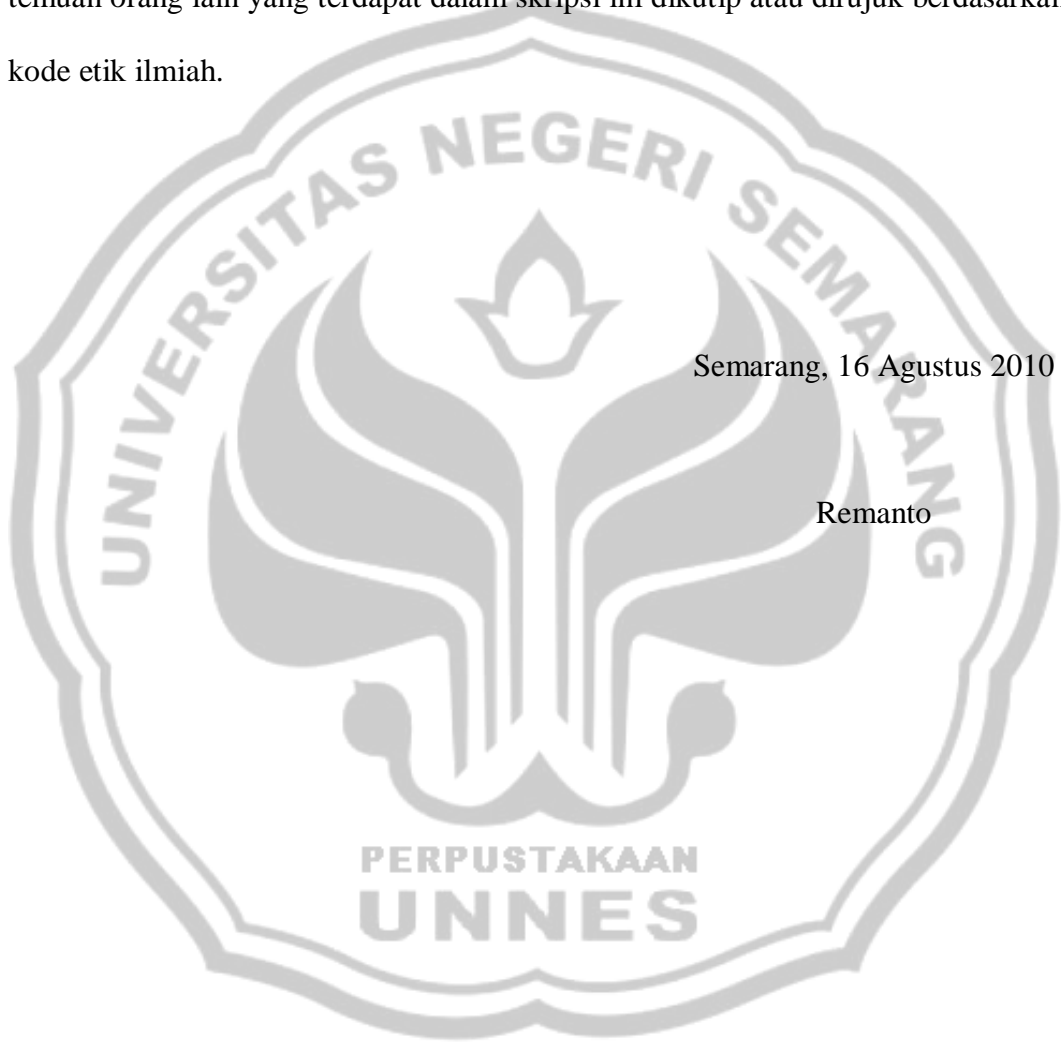 temuan orang lain yang terdapat dalam skripsi ini dikutip atau dirujuk berdasarkan
kode etik ilmiah.
UNIVERSITAS NEGERI SEMARANG
Semarang, 16 Agustus 2010
Remanto
PERPUSTAKAAN
UNNES